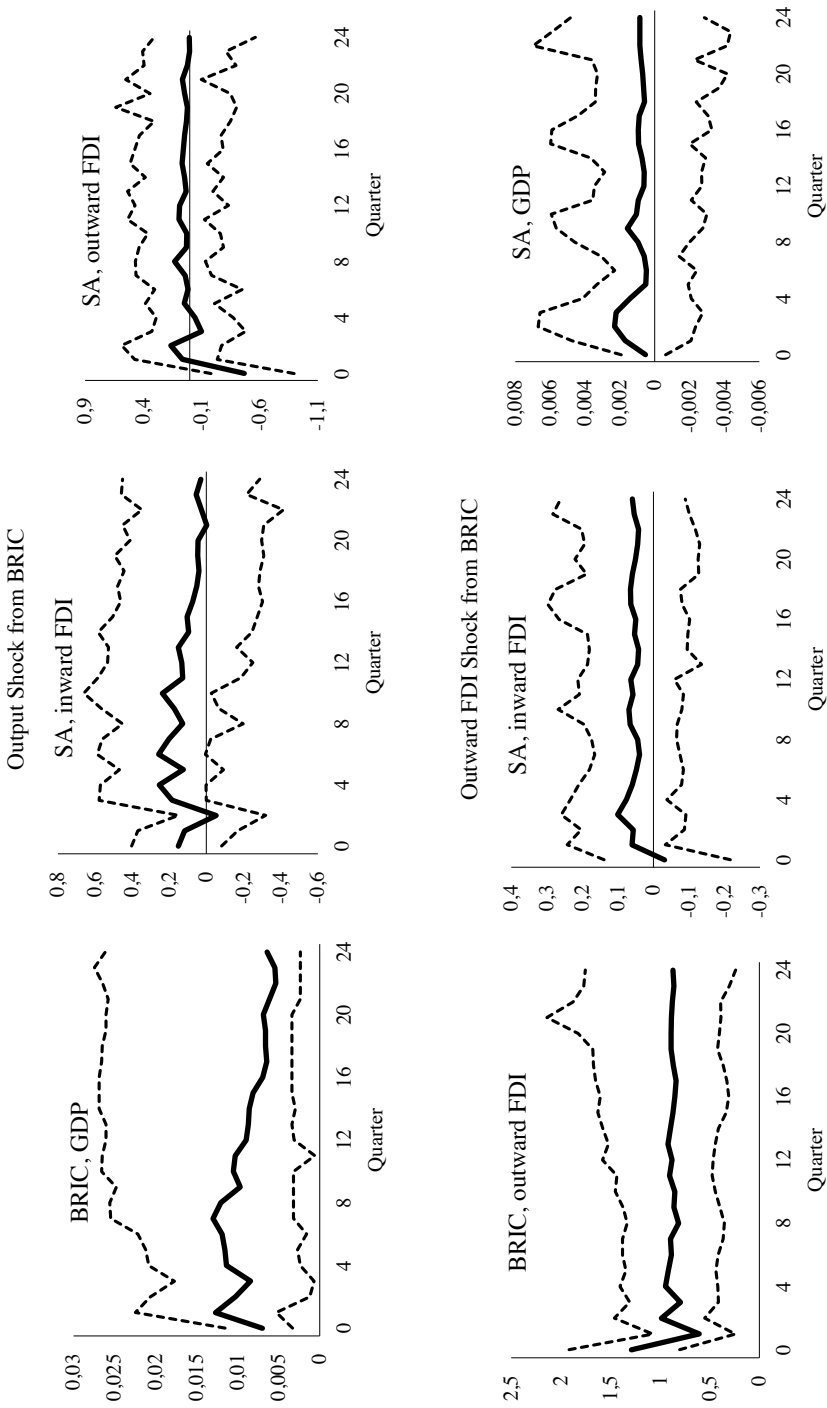 Output Shock from BRIC
BRIC, GDP
0,03
0,025
0,02
0,015
0,01
0,005
0
0 4 8 12 16 20 24
Quarter
SA, inward FDI
0,8
0,6
0,4
0,2
0
-0,2
-0,4
-0,6
0 4 8 12 16 20 24
Quarter
SA, outward FDI
0,9
0,4
-0,1
-0,6
-1,1
0 4 8 12 16 20 24
Quarter
Outward FDI Shock from BRIC
BRIC, outward FDI
2,5
2
1,5
1
0,5
0
0 4 8 12 16 20 24
Quarter
SA, inward FDI
0,4
0,3
0,2
0,1
0
-0,1
-0,2
-0,3
0 4 8 12 16 20 24
Quarter
SA, GDP
0,008
0,006
0,004
0,002
0
-0,002
-0,004
-0,006
0 4 8 12 16 20 24
Quarter